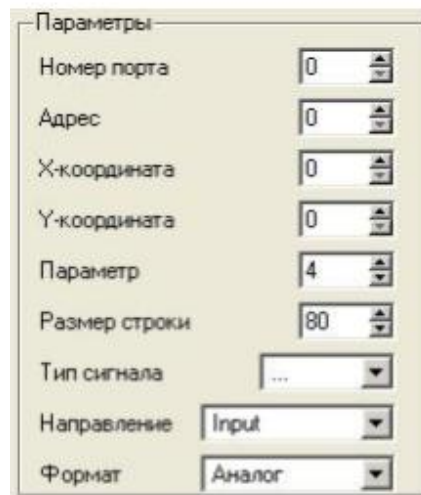 Параметры
Номер порта 0
Адрес 0
X-координата 0
Y-координата 0
Параметр 4
Размер строки 80
Тип сигнала ...
Направление Input
Формат Аналог